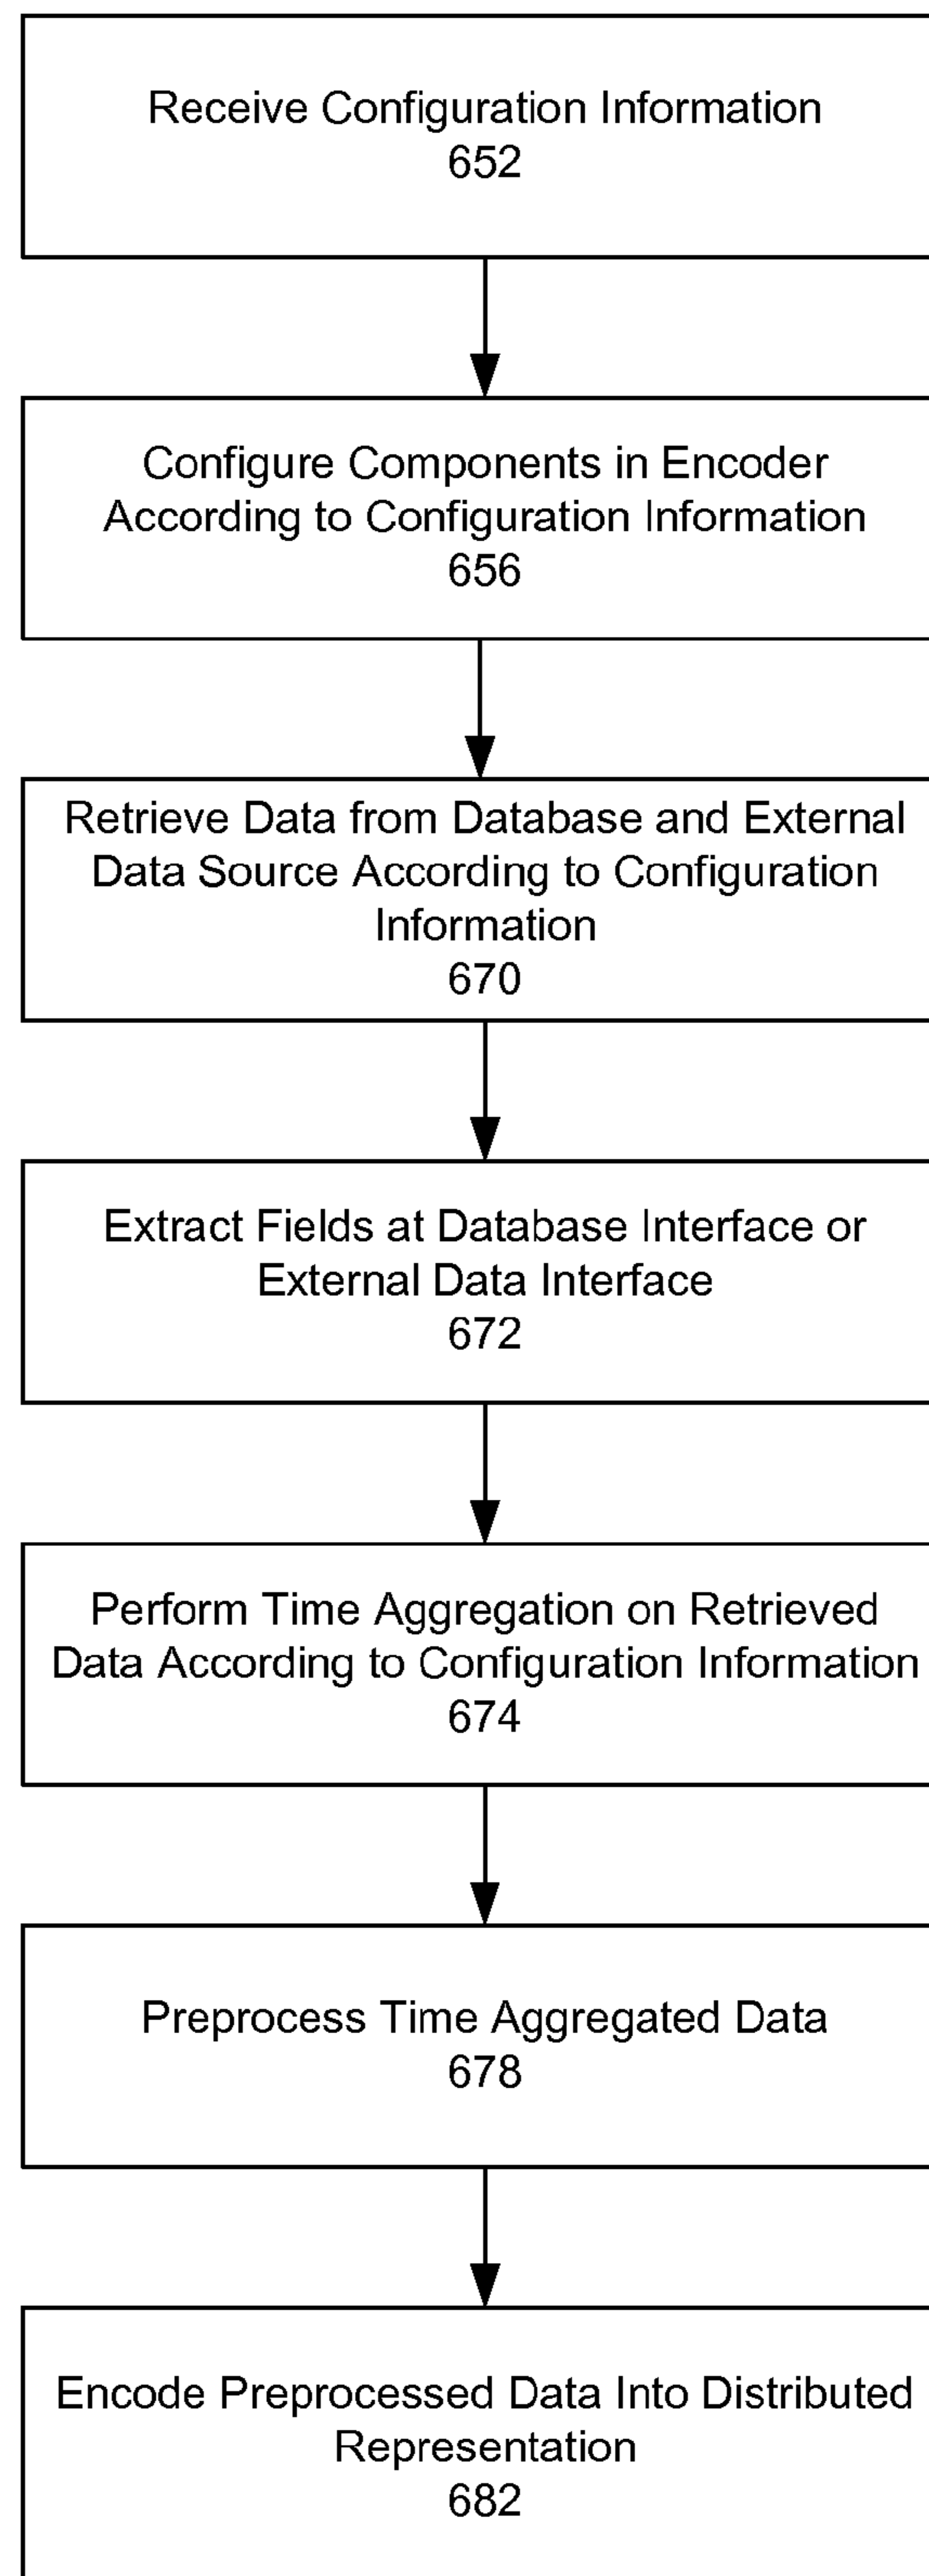 Receive Configuration Information
652
Configure Components in Encoder
According to Configuration Information
656
Retrieve Data from Database and External
Data Source According to Configuration
Information
670
Extract Fields at Database Interface or
External Data Interface
672
Perform Time Aggregation on Retrieved
Data According to Configuration Information
674
Preprocess Time Aggregated Data
678
Encode Preprocessed Data Into Distributed
Representation
682